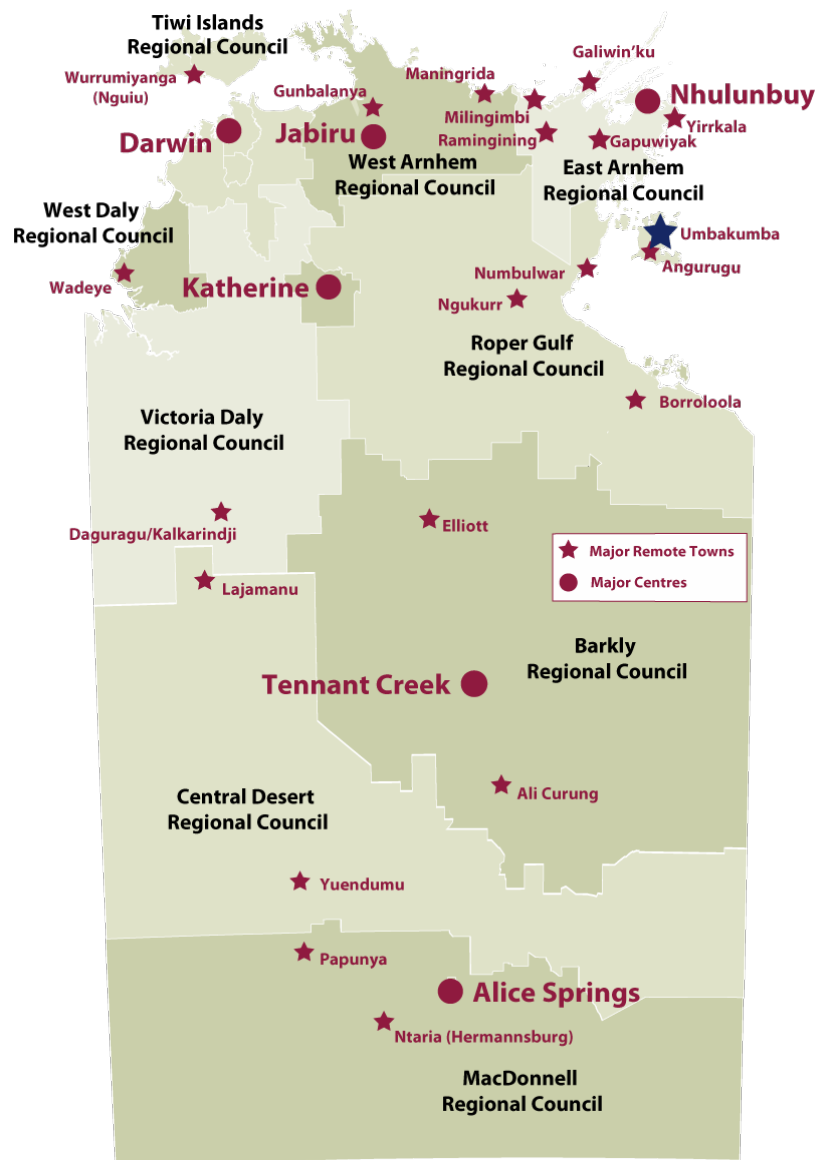 Tiwi Islands
Regional Council
Wurrumiyanga
(Nguiu)
Gunbalanya
Maningrida
Galiwin’ku
Milingimbi
Nhulunbuy
Yirrkala
Darwin
Jabiru
Ramingining
Gapuwiyak
West Arnhem
Regional Council
East Arnhem
Regional Council
West Daly
Regional Council
Umbakumba
Angurugu
Wadeye
Katherine
Numbulwar
Ngukurr
Roper Gulf
Regional Council
Borroloola
Victoria Daly
Regional Council
Daguragu/Kalkarindji
Elliott
Major Remote Towns
Major Centres
Lajamanu
Barkly
Regional Council
Tennant Creek
Ali Curung
Central Desert
Regional Council
Yuendumu
Papunya
Alice Springs
Ntaria (Hermannsburg)
MacDonnell
Regional Council